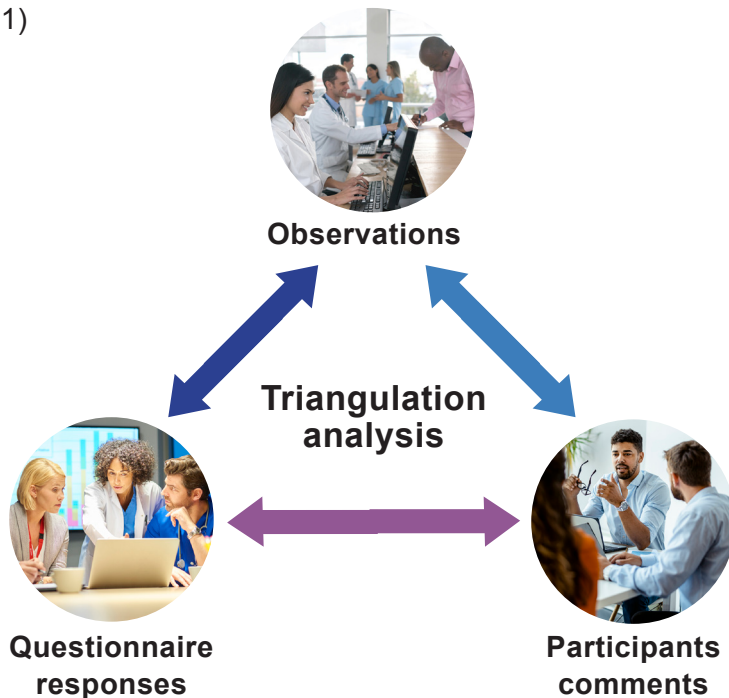 1)
Observations
Triangulation
analysis
Questionnaire
responses
Participants
comments